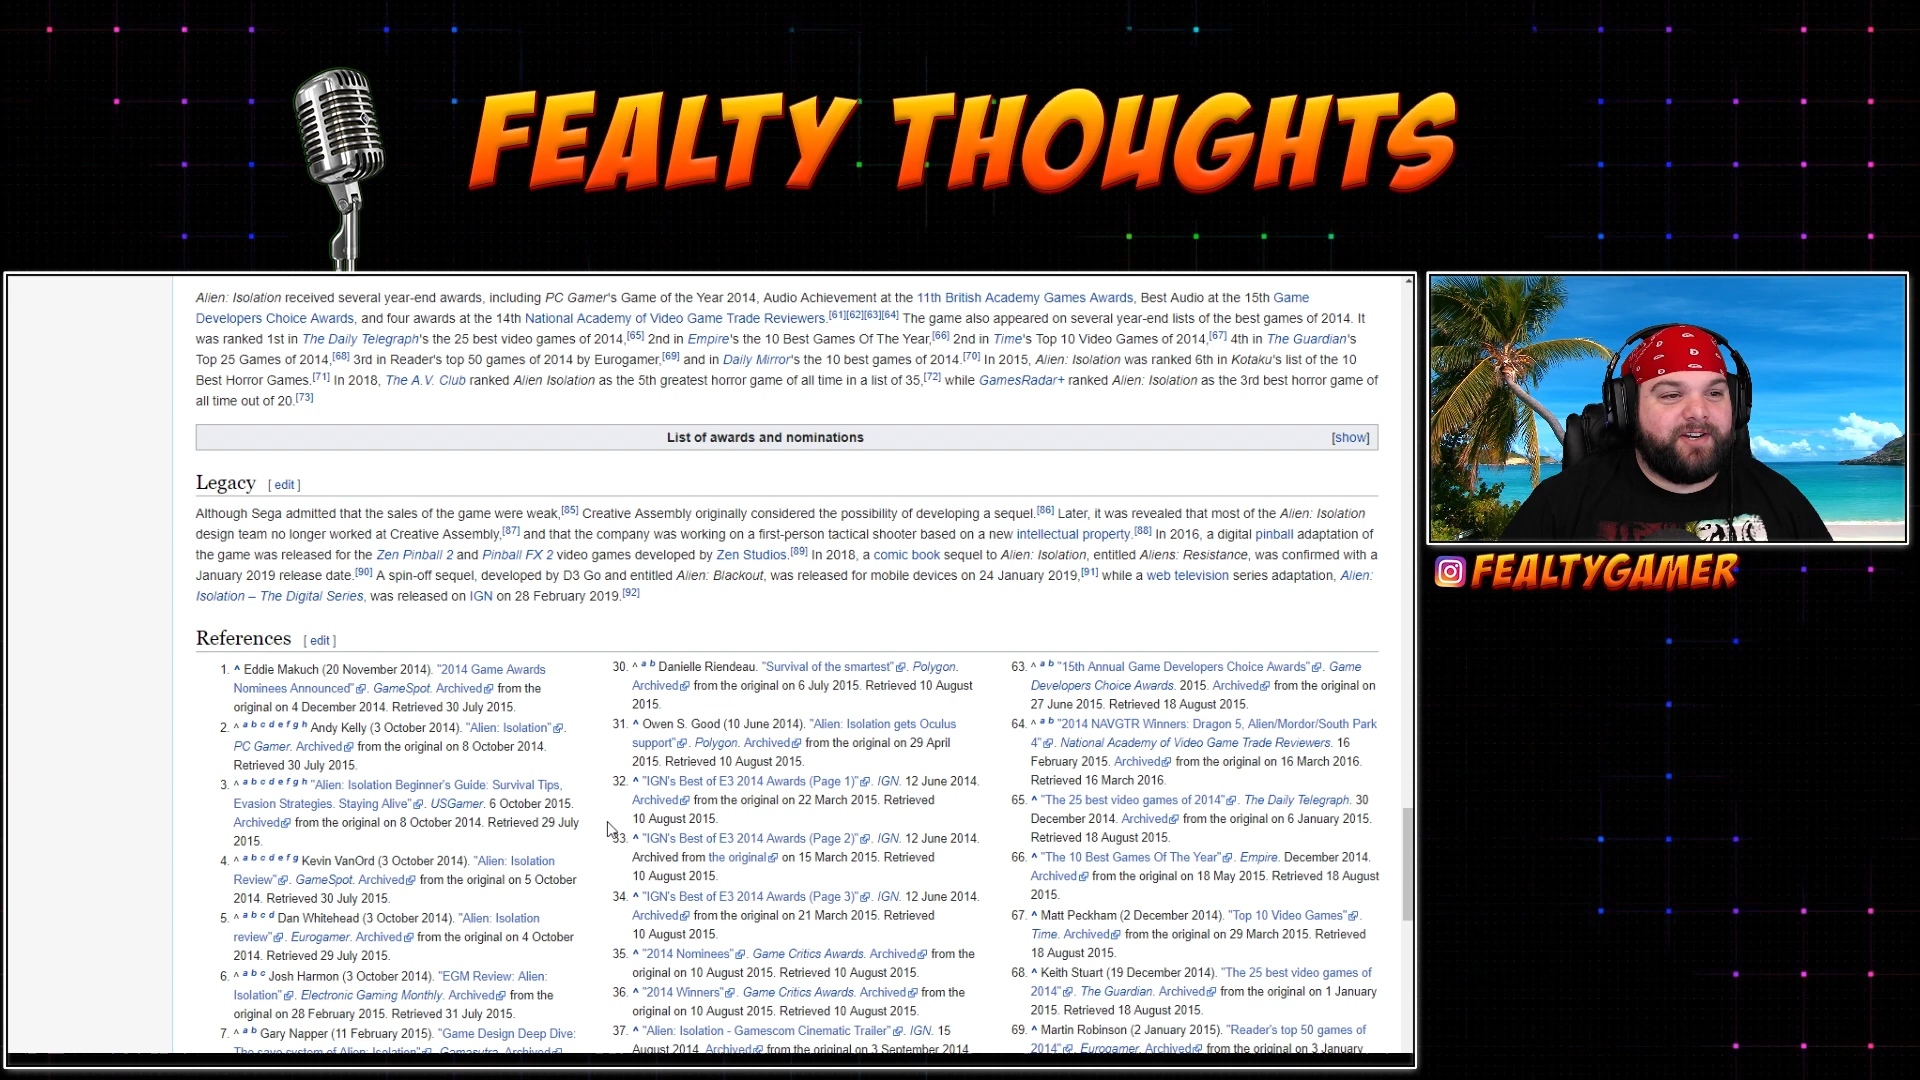 FEALTY THOUGHTS
Alien: Isolation received several year-end awards, including PC Gamer's Game of the Year 2014, Audio Achievement at the 11th British Academy Games Awards, Best Audio at the 15th Game
Developers Choice Awards, and four awards at the 14th National Academy of Video Game Trade Reviewers.[61][62][63][64] The game also appeared on several year-end lists of the best games of 2014. It
was ranked 1st in The Daily Telegraph's the 25 best video games of 2014,[65] 2nd in Empire's the 10 Best Games Of The Year,[66] 2nd in Time's Top 10 Video Games of 2014,[67] 4th in The Guardian's
Top 25 Games of 2014,[68] 3rd in Reader's top 50 games of 2014 by Eurogamer,[69] and in Daily Mirror's the 10 best games of 2014.[70] In 2015, Alien: Isolation was ranked 6th in Kotaku's list of the 10
Best Horror Games.[71] In 2018, The A.V. Club ranked Alien Isolation as the 5th greatest horror game of all time in a list of 35,[72] while GamesRadar+ ranked Alien: Isolation as the 3rd best horror game of
all time out of 20.[73]
List of awards and nominations [show]
Legacy [ edit ]
Although Sega admitted that the sales of the game were weak,[85] Creative Assembly originally considered the possibility of developing a sequel.[86] Later, it was revealed that most of the Alien: Isolation
design team no longer worked at Creative Assembly,[87] and that the company was working on a first-person tactical shooter based on a new intellectual property.[88] In 2016, a digital pinball adaptation of
the game was released for the Zen Pinball 2 and Pinball FX 2 video games developed by Zen Studios.[89] In 2018, a comic book sequel to Alien: Isolation, entitled Aliens: Resistance, was confirmed with a
January 2019 release date.[90] A spin-off sequel, developed by D3 Go and entitled Alien: Blackout, was released for mobile devices on 24 January 2019,[91] while a web television series adaptation, Alien:
Isolation – The Digital Series, was released on IGN on 28 February 2019.[92]
References [ edit ]
1. ^ Eddie Makuch (20 November 2014). "2014 Game Awards
Nominees Announced". GameSpot. Archived from the
original on 4 December 2014. Retrieved 30 July 2015.
2. ^ a b c d e f g h Andy Kelly (3 October 2014). "Alien: Isolation".
PC Gamer. Archived from the original on 8 October 2014.
Retrieved 30 July 2015.
3. ^ a b c d e f g h "Alien: Isolation Beginner's Guide: Survival Tips,
Evasion Strategies. Staying Alive". USGamer. 6 October 2015.
Archived from the original on 8 October 2014. Retrieved 29 July
2015.
4. ^ a b c d e f g Kevin VanOrd (3 October 2014). "Alien: Isolation
Review". GameSpot. Archived from the original on 5 October
2014. Retrieved 30 July 2015.
5. ^ a b c d Dan Whitehead (3 October 2014). "Alien: Isolation
review". Eurogamer. Archived from the original on 4 October
2014. Retrieved 29 July 2015.
6. ^ a b c Josh Harmon (3 October 2014). "EGM Review: Alien:
Isolation". Electronic Gaming Monthly. Archived from the
original on 28 February 2015. Retrieved 31 July 2015.
7. ^ a b Gary Napper (11 February 2015). "Game Design Deep Dive:
The save system of Alien: Isolation". Gamasutra. Archived
30. ^ a b Danielle Riendeau. "Survival of the smartest". Polygon.
Archived from the original on 6 July 2015. Retrieved 10 August
2015.
31. ^ Owen S. Good (10 June 2014). "Alien: Isolation gets Oculus
support". Polygon. Archived from the original on 29 April
2015. Retrieved 10 August 2015.
32. ^ "IGN's Best of E3 2014 Awards (Page 1)". IGN. 12 June 2014.
Archived from the original on 22 March 2015. Retrieved
10 August 2015.
33. ^ "IGN's Best of E3 2014 Awards (Page 2)". IGN. 12 June 2014.
Archived from the original on 15 March 2015. Retrieved
10 August 2015.
34. ^ "IGN's Best of E3 2014 Awards (Page 3)". IGN. 12 June 2014.
Archived from the original on 21 March 2015. Retrieved
10 August 2015.
35. ^ "2014 Nominees". Game Critics Awards. Archived from the
original on 10 August 2015. Retrieved 10 August 2015.
36. ^ "2014 Winners". Game Critics Awards. Archived from the
original on 10 August 2015. Retrieved 10 August 2015.
37. ^ "Alien: Isolation - Gamescom Cinematic Trailer". IGN. 15
August 2014. Archived from the original on 3 September 2014
63. ^ a b "15th Annual Game Developers Choice Awards". Game
Developers Choice Awards. 2015. Archived from the original on
27 June 2015. Retrieved 18 August 2015.
64. ^ a b "2014 NAVGTR Winners: Dragon 5, Alien/Mordor/South Park
4". National Academy of Video Game Trade Reviewers. 16
February 2015. Archived from the original on 16 March 2016.
Retrieved 16 March 2016.
65. ^ "The 25 best video games of 2014". The Daily Telegraph. 30
December 2014. Archived from the original on 6 January 2015.
Retrieved 18 August 2015.
66. ^ "The 10 Best Games Of The Year". Empire. December 2014.
Archived from the original on 18 May 2015. Retrieved 18 August
2015.
67. ^ Matt Peckham (2 December 2014). "Top 10 Video Games".
Time. Archived from the original on 29 March 2015. Retrieved
18 August 2015.
68. ^ Keith Stuart (19 December 2014). "The 25 best video games of
2014". The Guardian. Archived from the original on 1 January
2015. Retrieved 18 August 2015.
69. ^ Martin Robinson (2 January 2015). "Reader's top 50 games of
2014". Eurogamer. Archived from the original on 3 January
FEALTYGAMER